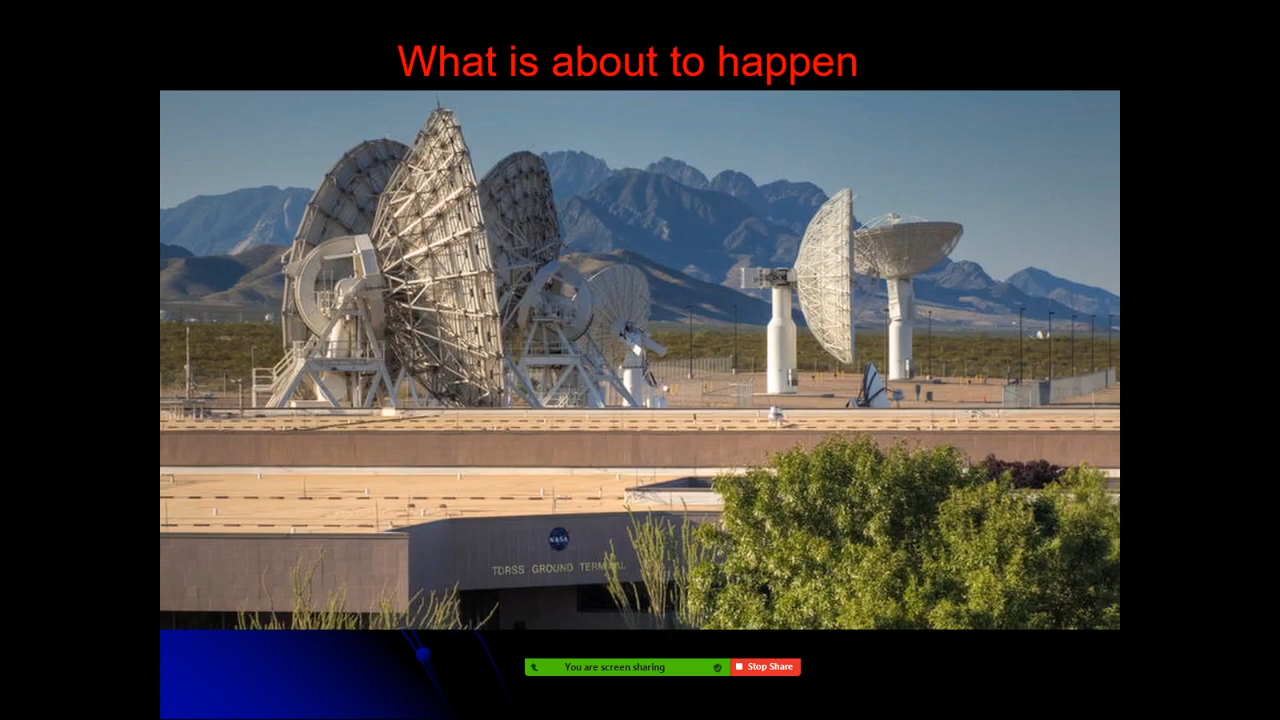 What is about to happen
NASA
TDRSS GROUND TERMINAL
You are screen sharing
Stop Share